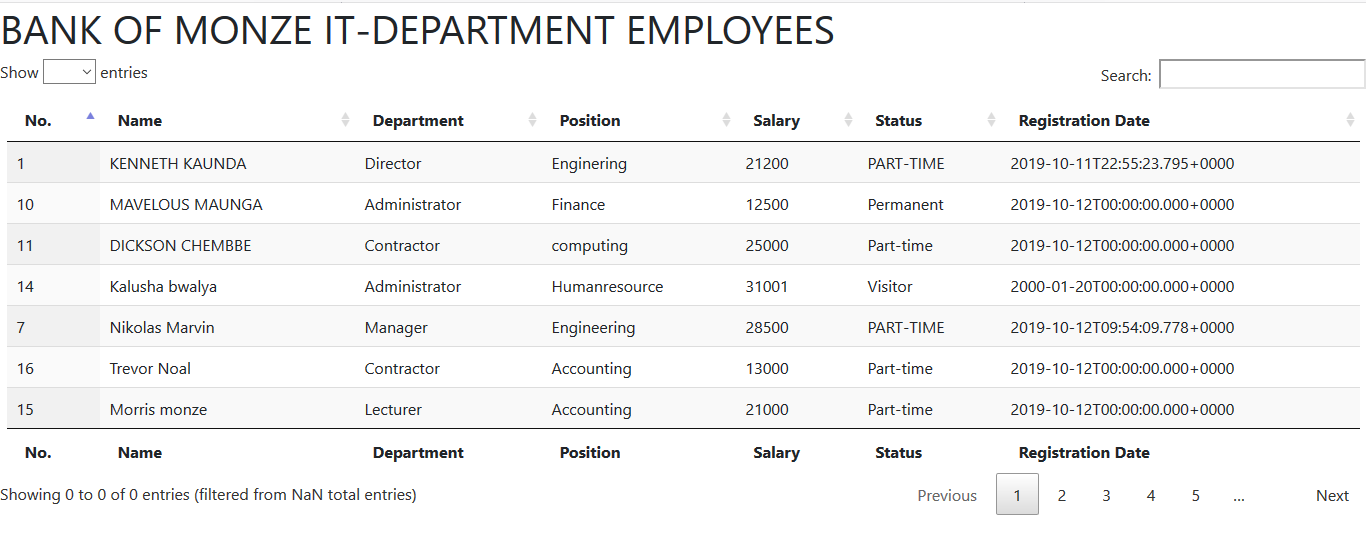 BANK OF MONZE IT-DEPARTMENT EMPLOYEES
Show entries Search:
No. Name Department Position Salary Status Registration Date
1 KENNETH KAUNDA Director Enginering 21200 PART-TIME 2019-10-11T22:55:23.795+0000
10 MAVELOUS MAUNGA Administrator Finance 12500 Permanent 2019-10-12T00:00:00.000+0000
11 DICKSON CHEMBBE Contractor computing 25000 Part-time 2019-10-12T00:00:00.000+0000
14 Kalusha bwalya Administrator Humanresource 31001 Visitor 2000-01-20T00:00:00.000+0000
7 Nikolas Marvin Manager Engineering 28500 PART-TIME 2019-10-12T09:54:09.778+0000
16 Trevor Noal Contractor Accounting 13000 Part-time 2019-10-12T00:00:00.000+0000
15 Morris monze Lecturer Accounting 21000 Part-time 2019-10-12T00:00:00.000+0000
No. Name Department Position Salary Status Registration Date
Showing 0 to 0 of 0 entries (filtered from NaN total entries) Previous 1 2 3 4 5 ... Next